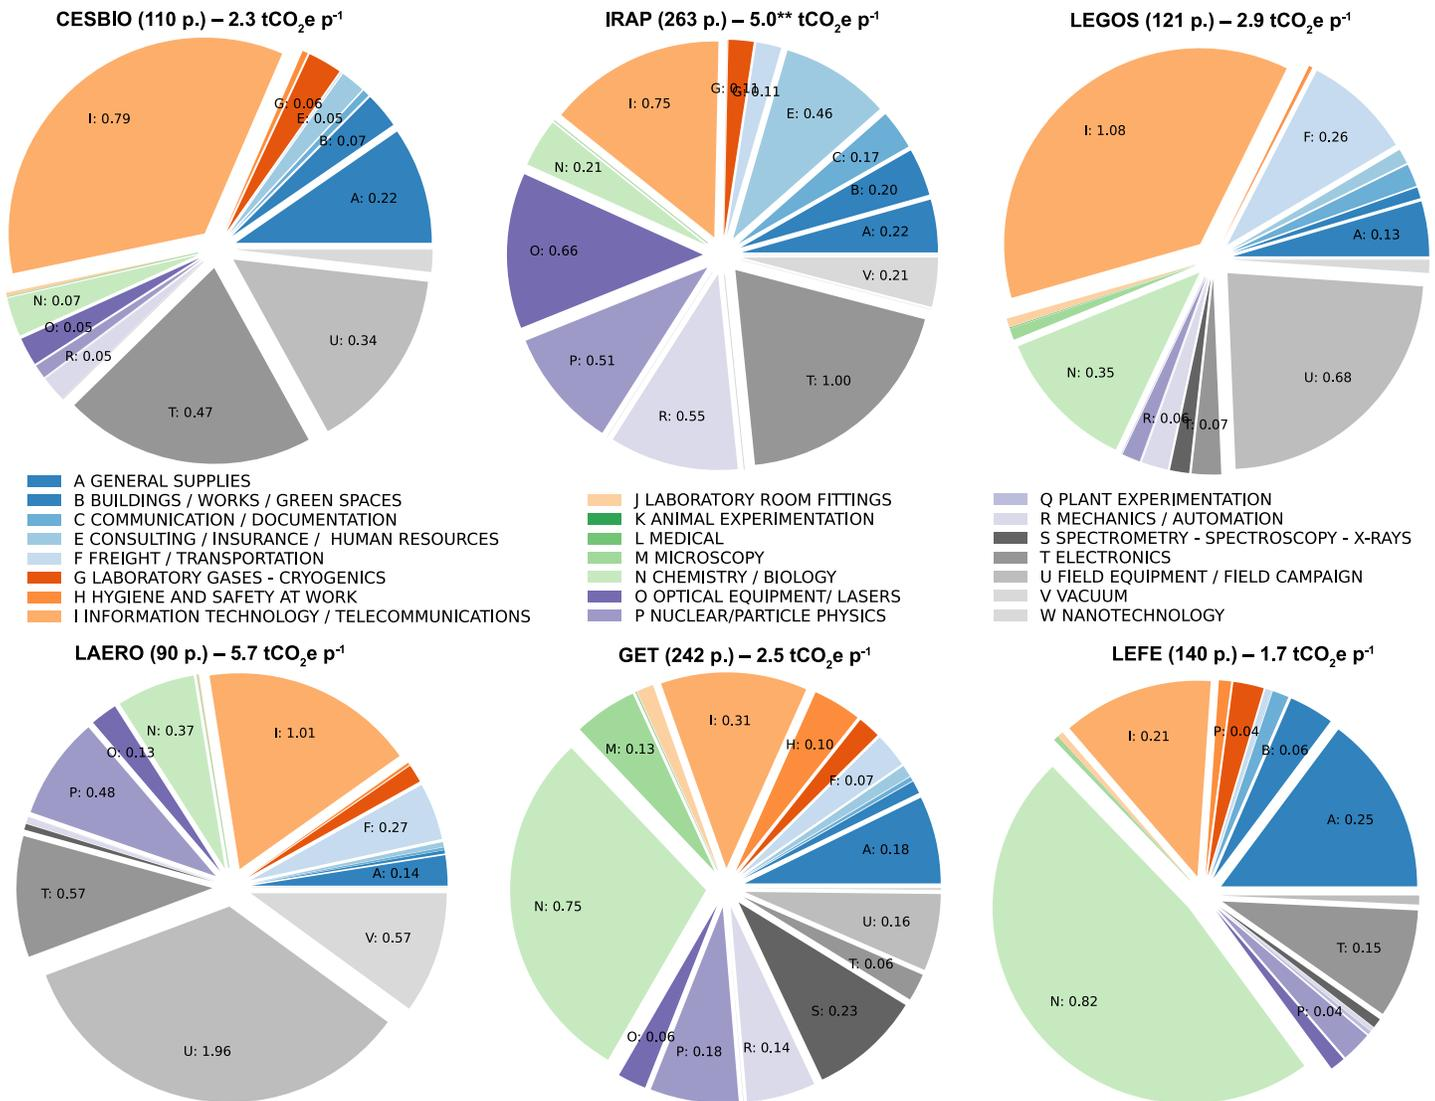 CESBIO (110 p.) – 2.3 tCO2e p-1
I: 0.79
G: 0.06
E: 0.05
B: 0.07
A: 0.22
N: 0.07
O: 0.05
R: 0.05
T: 0.47
U: 0.34
IRAP (263 p.) – 5.0** tCO2e p-1
I: 0.75
G: 0.11
G: 0.11
E: 0.46
C: 0.17
B: 0.20
A: 0.22
N: 0.21
O: 0.66
P: 0.51
R: 0.55
T: 1.00
V: 0.21
LEGOS (121 p.) – 2.9 tCO2e p-1
I: 1.08
F: 0.26
A: 0.13
N: 0.35
R: 0.06
T: 0.07
U: 0.68
A GENERAL SUPPLIES
B BUILDINGS / WORKS / GREEN SPACES
C COMMUNICATION / DOCUMENTATION
E CONSULTING / INSURANCE / HUMAN RESOURCES
F FREIGHT / TRANSPORTATION
G LABORATORY GASES - CRYOGENICS
H HYGIENE AND SAFETY AT WORK
I INFORMATION TECHNOLOGY / TELECOMMUNICATIONS
J LABORATORY ROOM FITTINGS
K ANIMAL EXPERIMENTATION
L MEDICAL
M MICROSCOPY
N CHEMISTRY / BIOLOGY
O OPTICAL EQUIPMENT/ LASERS
P NUCLEAR/PARTICLE PHYSICS
Q PLANT EXPERIMENTATION
R MECHANICS / AUTOMATION
S SPECTROMETRY - SPECTROSCOPY - X-RAYS
T ELECTRONICS
U FIELD EQUIPMENT / FIELD CAMPAIGN
V VACUUM
W NANOTECHNOLOGY
LAERO (90 p.) – 5.7 tCO2e p-1
N: 0.37
O: 0.13
I: 1.01
P: 0.48
F: 0.27
A: 0.14
T: 0.57
V: 0.57
U: 1.96
GET (242 p.) – 2.5 tCO2e p-1
I: 0.31
M: 0.13
H: 0.10
F: 0.07
A: 0.18
N: 0.75
U: 0.16
T: 0.06
S: 0.23
O: 0.06
P: 0.18
R: 0.14
LEFE (140 p.) – 1.7 tCO2e p-1
I: 0.21
P: 0.04
B: 0.06
A: 0.25
T: 0.15
N: 0.82
P: 0.04